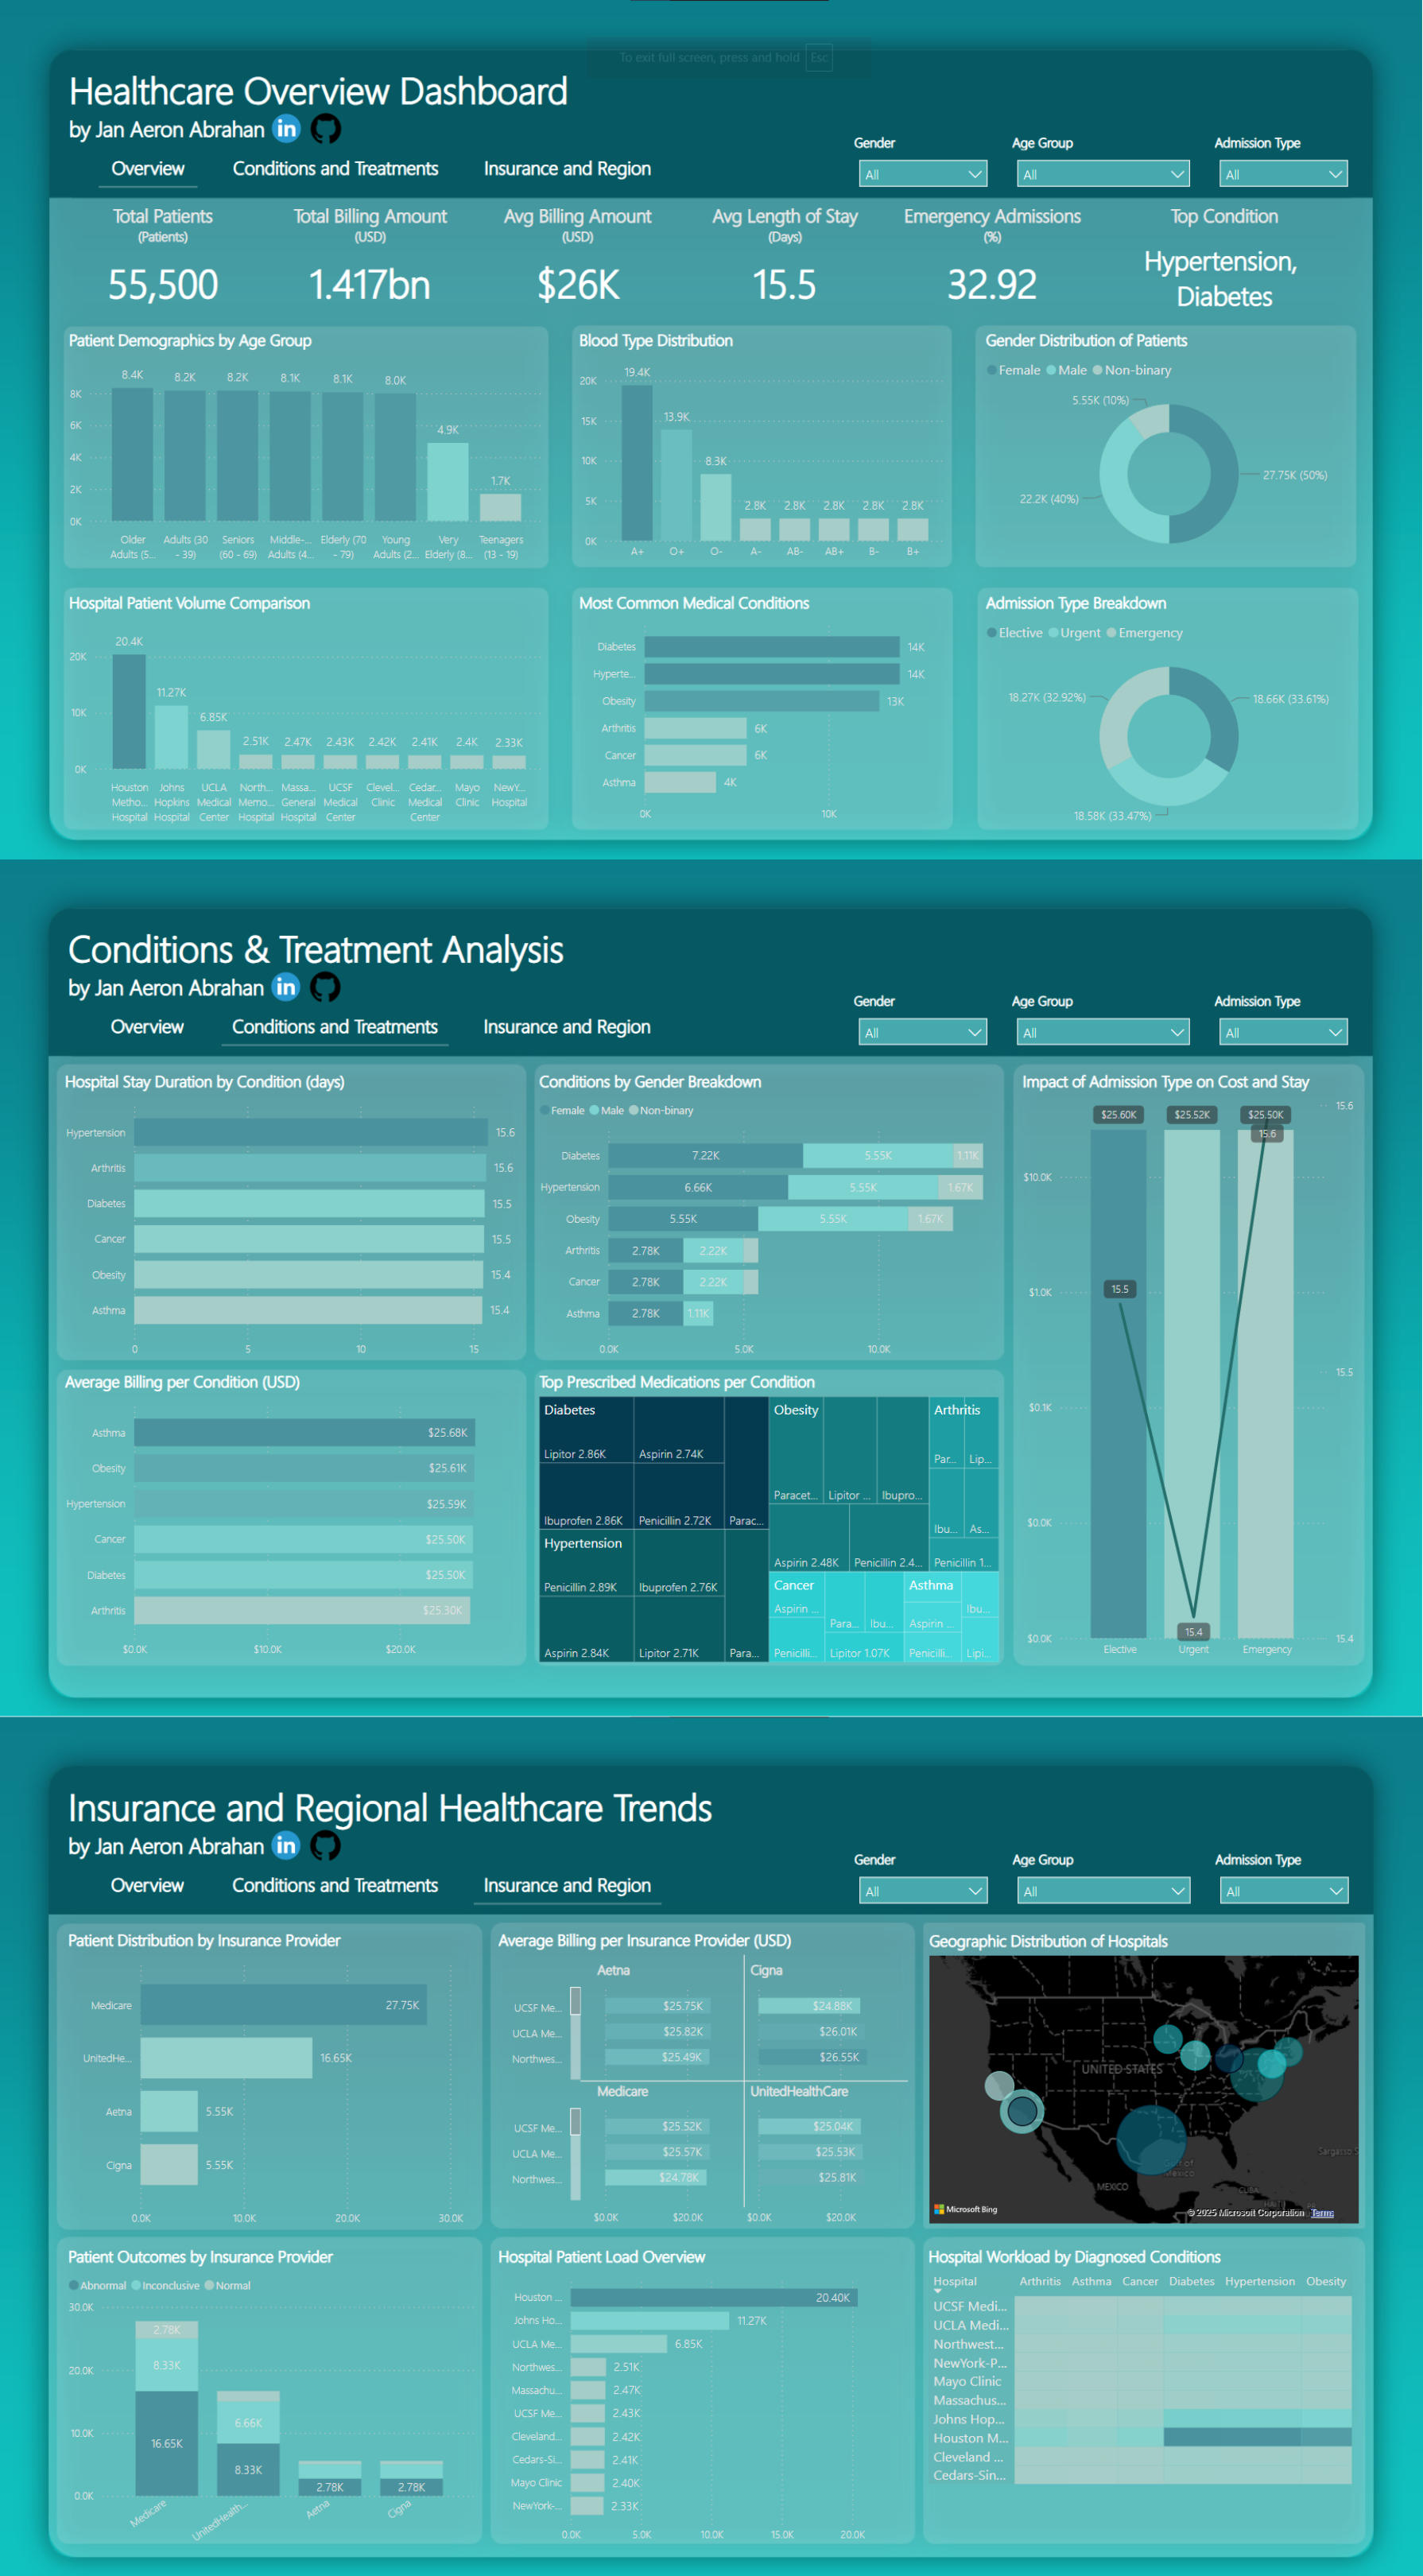 To exit full screen, press and hold Esc
Healthcare Overview Dashboard
by Jan Aeron Abrahan in
Gender Age Group Admission Type
Overview Conditions and Treatments Insurance and Region
All All All
Total Patients Total Billing Amount Avg Billing Amount Avg Length of Stay Emergency Admissions Top Condition
(Patients) (USD) (USD) (Days) (%)
55,500 1.417bn $26K 15.5 32.92 Hypertension,
Diabetes
Patient Demographics by Age Group
8.4K 8.2K 8.2K 8.1K 8.1K 8.0K 4.9K 1.7K
8K
6K
4K
2K
0K
Older Adults (30 Seniors Middle-... Elderly (70 Young Very Teenagers
Adults (5... - 39) (60 - 69) Adults (4... - 79) Adults (2... Elderly (8... (13 - 19)
Blood Type Distribution
19.4K 13.9K 8.3K 2.8K 2.8K 2.8K 2.8K 2.8K
20K
15K
10K
5K
0K
A+ O+ O- A- AB- AB+ B- B+
Gender Distribution of Patients
Female Male Non-binary
5.55K (10%)
27.75K (50%)
22.2K (40%)
Hospital Patient Volume Comparison
20.4K 11.27K 6.85K 2.51K 2.47K 2.43K 2.42K 2.41K 2.4K 2.33K
20K
10K
0K
Houston Johns UCLA North... Massa... UCSF Clevel... Cedar... Mayo NewY...
Metho... Hopkins Medical Memo... General Medical Clinic Medical Clinic Hospital
Hospital Hospital Center Hospital Hospital Center Center
Most Common Medical Conditions
Diabetes 14K
Hyperte... 14K
Obesity 13K
Arthritis 6K
Cancer 6K
Asthma 4K
0K 10K
Admission Type Breakdown
Elective Urgent Emergency
18.27K (32.92%)
18.66K (33.61%)
18.58K (33.47%)
Conditions & Treatment Analysis
by Jan Aeron Abrahan in
Gender Age Group Admission Type
Overview Conditions and Treatments Insurance and Region
All All All
Hospital Stay Duration by Condition (days)
Hypertension 15.6
Arthritis 15.6
Diabetes 15.5
Cancer 15.5
Obesity 15.4
Asthma 15.4
0 5 10 15
Conditions by Gender Breakdown
Female Male Non-binary
Diabetes 7.22K 5.55K 1.11K
Hypertension 6.66K 5.55K 1.67K
Obesity 5.55K 5.55K 1.67K
Arthritis 2.78K 2.22K
Cancer 2.78K 2.22K
Asthma 2.78K 1.11K
0.0K 5.0K 10.0K
Impact of Admission Type on Cost and Stay
$25.60K $25.52K $25.50K 15.6
15.6
$10.0K
15.5
$1.0K
15.5
$0.1K
$0.0K
15.4
$0.0K 15.4
Elective Urgent Emergency
Average Billing per Condition (USD)
Asthma $25.68K
Obesity $25.61K
Hypertension $25.59K
Cancer $25.50K
Diabetes $25.50K
Arthritis $25.30K
$0.0K $10.0K $20.0K
Top Prescribed Medications per Condition
Diabetes
Lipitor 2.86K Aspirin 2.74K
Ibuprofen 2.86K Penicillin 2.72K Parac...
Hypertension
Penicillin 2.89K Ibuprofen 2.76K
Aspirin 2.84K Lipitor 2.71K Para...
Obesity
Paracet... Lipitor ... Ibupro...
Aspirin 2.48K Penicillin 2.4...
Arthritis
Par... Lip...
Ibu... As...
Penicillin 1...
Cancer
Aspirin ... Para... Ibu...
Penicilli... Lipitor 1.07K
Asthma
Aspirin ... Ibu...
Penicilli... Lipi...
Insurance and Regional Healthcare Trends
by Jan Aeron Abrahan in
Gender Age Group Admission Type
Overview Conditions and Treatments Insurance and Region
All All All
Patient Distribution by Insurance Provider
Medicare 27.75K
UnitedHe... 16.65K
Aetna 5.55K
Cigna 5.55K
0.0K 10.0K 20.0K 30.0K
Average Billing per Insurance Provider (USD)
Aetna Cigna
UCSF Me... $25.75K $24.88K
UCLA Me... $25.82K $26.01K
Northwes... $25.49K $26.55K
Medicare UnitedHealthCare
UCSF Me... $25.52K $25.04K
UCLA Me... $25.57K $25.53K
Northwes... $24.78K $25.81K
$0.0K $20.0K $0.0K $20.0K
Geographic Distribution of Hospitals
UNITED STATES
Gulf of
Mexico
MEXICO
CUBA
Sargasso S
Microsoft Bing
© 2025 Microsoft Corporation Terms
Patient Outcomes by Insurance Provider
Abnormal Inconclusive Normal
30.0K
2.78K
8.33K
20.0K
6.66K
10.0K
16.65K
8.33K
2.78K 2.78K
0.0K
Medicare UnitedHealth... Aetna Cigna
Hospital Patient Load Overview
Houston ... 20.40K
Johns Ho... 11.27K
UCLA Me... 6.85K
Northwes... 2.51K
Massachu... 2.47K
UCSF Me... 2.43K
Cleveland... 2.42K
Cedars-Si... 2.41K
Mayo Clinic 2.40K
NewYork-... 2.33K
0.0K 5.0K 10.0K 15.0K 20.0K
Hospital Workload by Diagnosed Conditions
Hospital Arthritis Asthma Cancer Diabetes Hypertension Obesity
UCSF Medi...
UCLA Medi...
Northwest...
NewYork-P...
Mayo Clinic
Massachus...
Johns Hop...
Houston M...
Cleveland ...
Cedars-Sin...